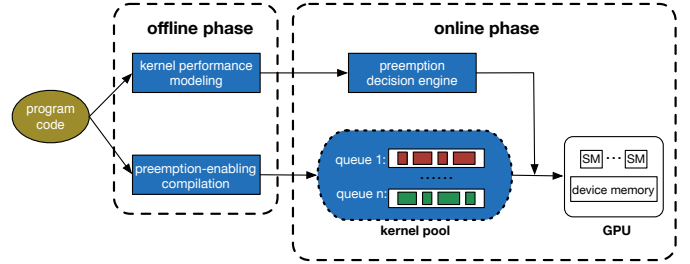 offline phase
online phase
program
code
kernel performance
modeling
preemption-enabling
compilation
preemption
decision engine
queue 1:
······
queue n:
kernel pool
SM ··· SM
device memory
GPU